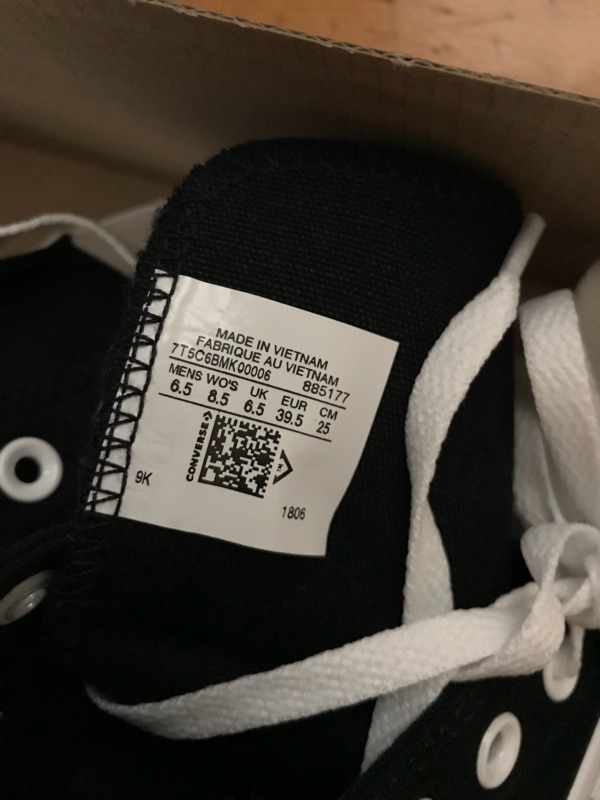 MADE IN VIETNAM
FABRIQUE AU VIETNAM
7T5C6BMK00006 885177
MENS WO'S UK EUR CM
6.5 8.5 6.5 39.5 25
CONVERSE
9K
1806